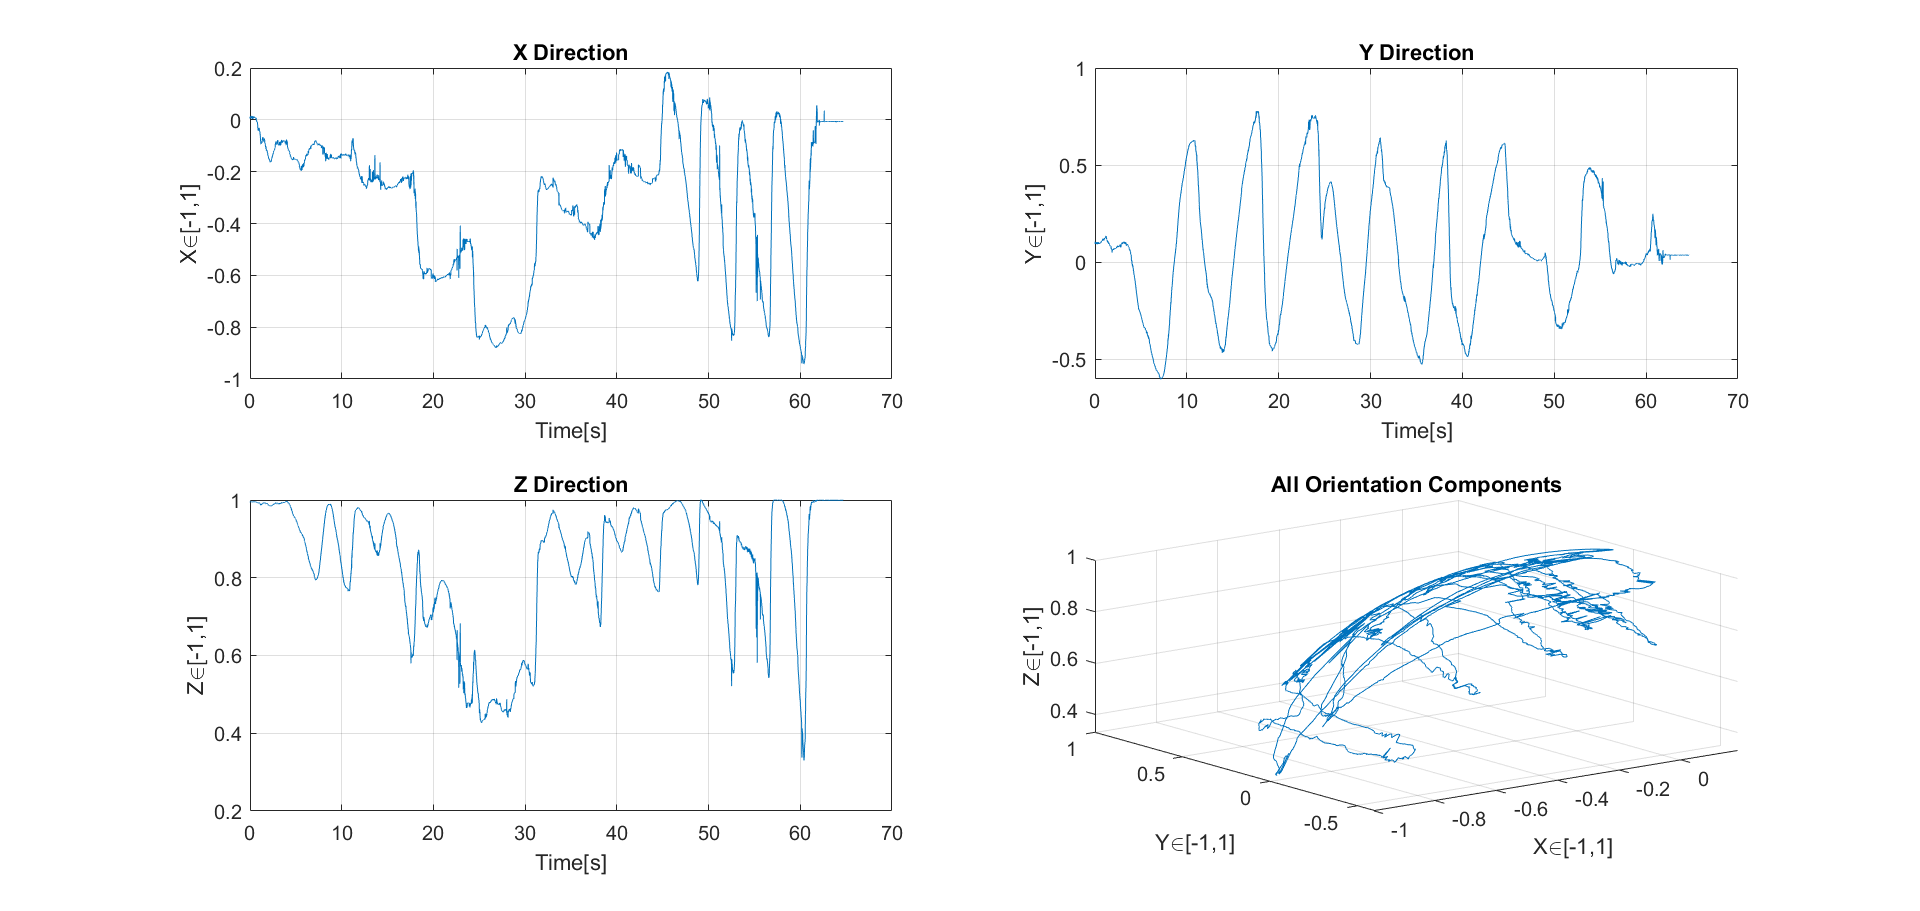 X Direction
0.2
0
-0.2
-0.4
-0.6
-0.8
-1
X∈[-1,1]
0 10 20 30 40 50 60 70
Time[s]
Y Direction
1
0.5
0
-0.5
Y∈[-1,1]
0 10 20 30 40 50 60 70
Time[s]
Z Direction
1
0.8
0.6
0.4
0.2
Z∈[-1,1]
0 10 20 30 40 50 60 70
Time[s]
All Orientation Components
1
0.8
0.6
0.4
Z∈[-1,1]
1 0.5 0 -0.5
Y∈[-1,1]
-1 -0.8 -0.6 -0.4 -0.2 0
X∈[-1,1]